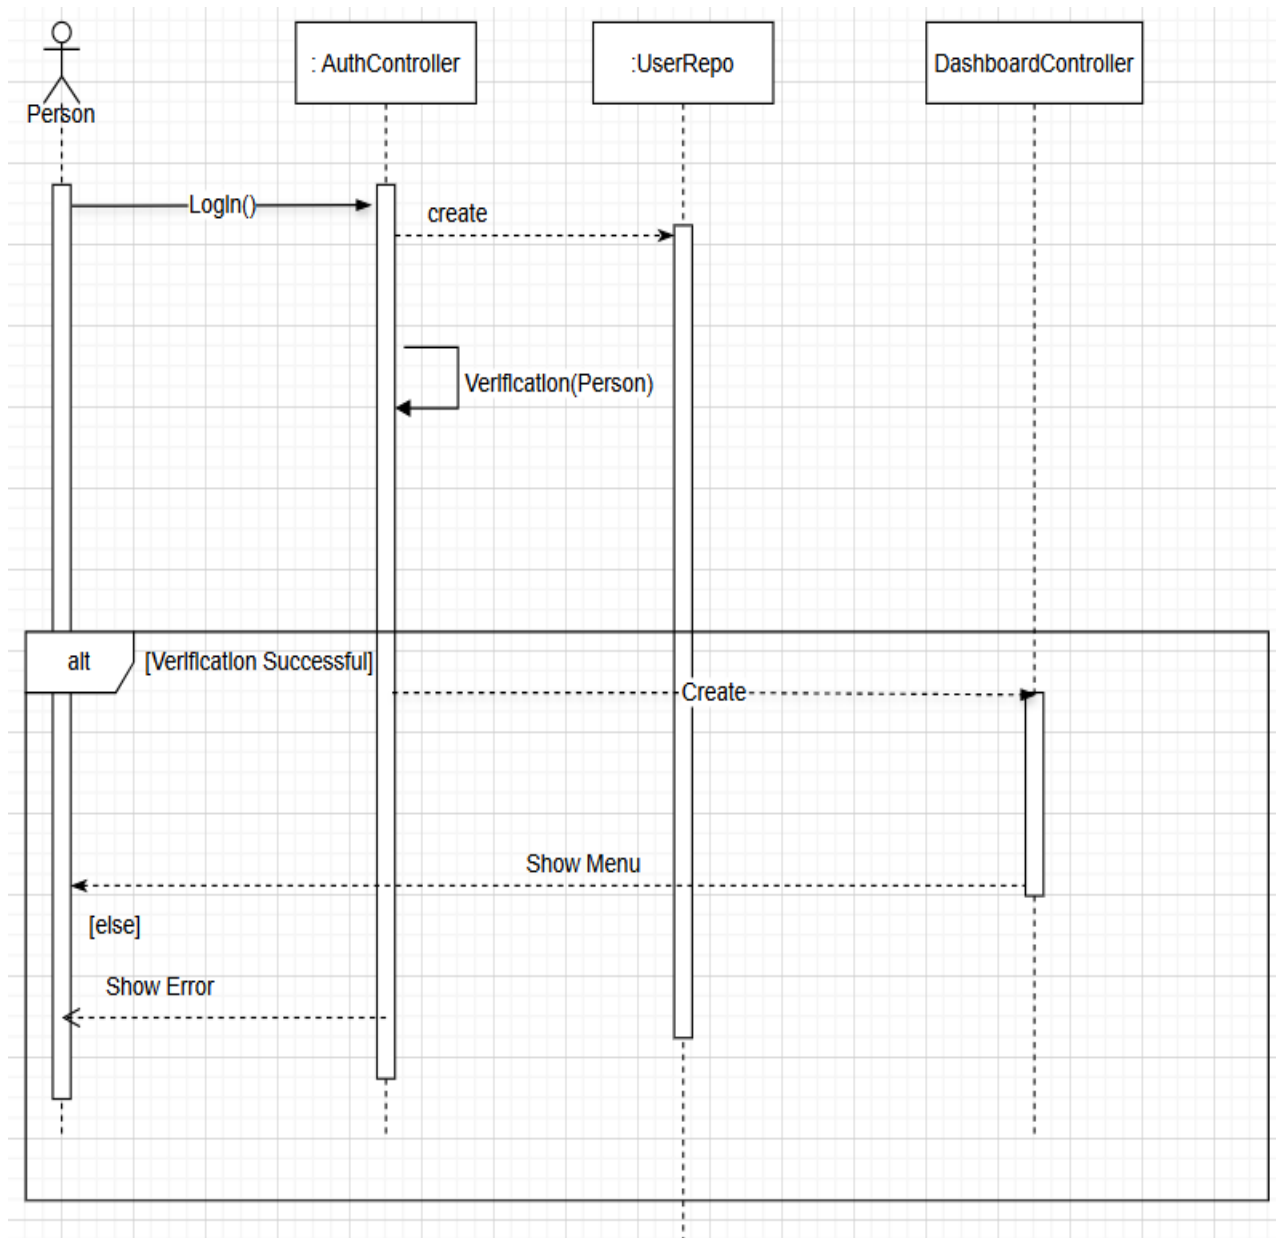 Person
: AuthController
:UserRepo
DashboardController
LogIn()
create
Verification(Person)
alt
[Verification Successful]
Create
Show Menu
[else]
Show Error